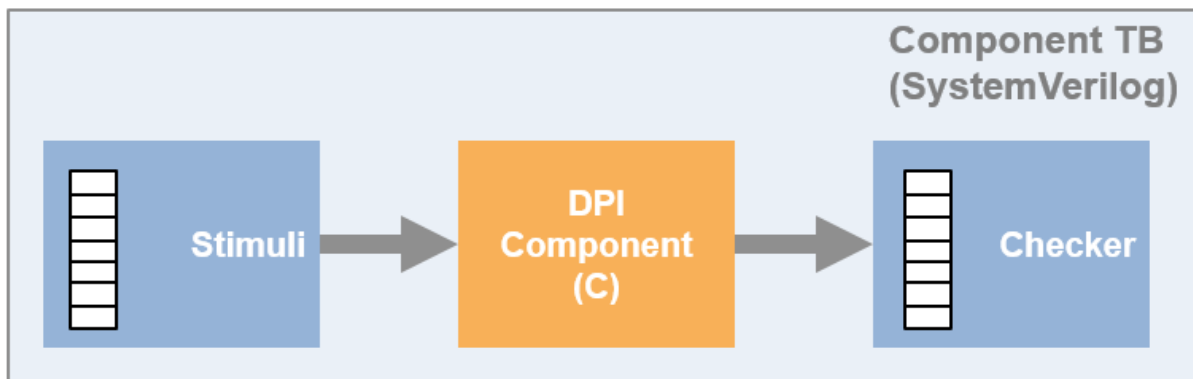 Component TB
(SystemVerilog)
Stimuli
DPI
Component
(C)
Checker